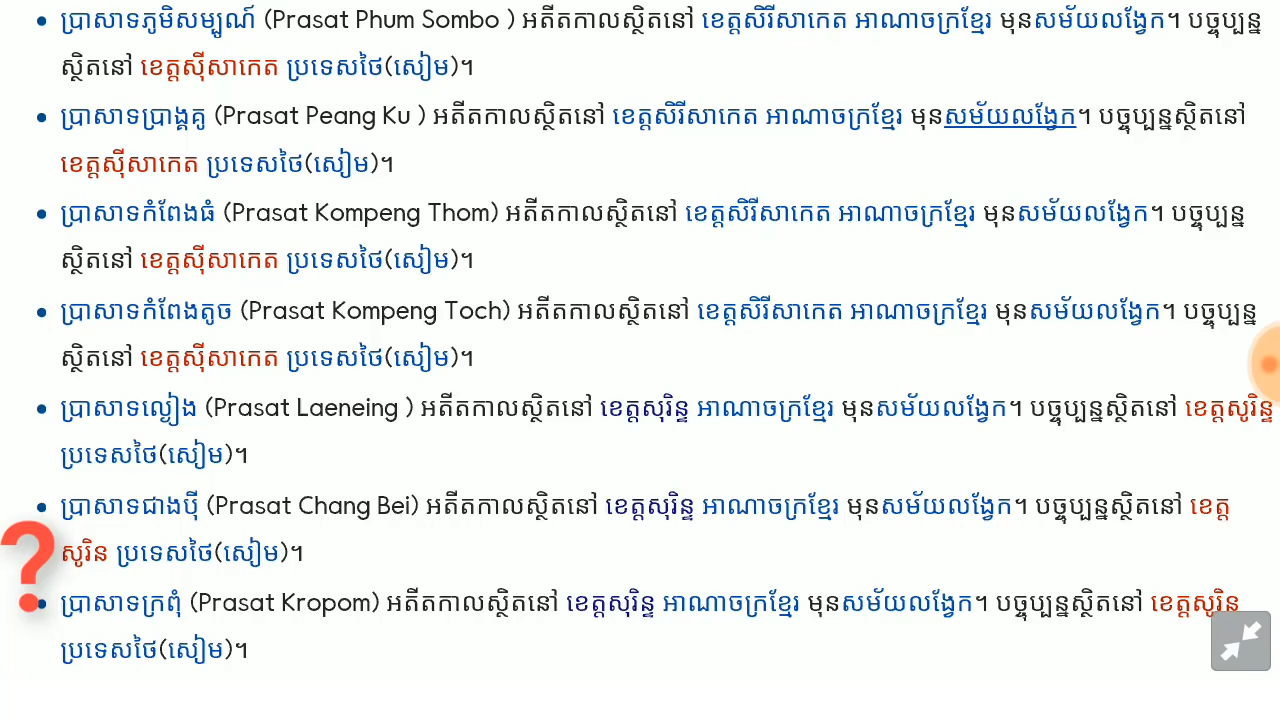 ប្រាសាទភូមិសម្បូណ៍ (Prasat Phum Sombo ) អតីតកាលស្ថិតនៅ ខេត្តសិរីសាកេត អាណាចក្រខ្មែរ មុនសម័យលង្វែក។ បច្ចុប្បន្ន
ស្ថិតនៅ ខេត្តស៊ីសាកេត ប្រទេសថៃ(សៀម)។
ប្រាសាទប្រាង្គគូ (Prasat Peang Ku ) អតីតកាលស្ថិតនៅ ខេត្តសិរីសាកេត អាណាចក្រខ្មែរ មុនសម័យលង្វែក។ បច្ចុប្បន្នស្ថិតនៅ
ខេត្តស៊ីសាកេត ប្រទេសថៃ(សៀម)។
ប្រាសាទកំពែងធំ (Prasat Kompeng Thom) អតីតកាលស្ថិតនៅ ខេត្តសិរីសាកេត អាណាចក្រខ្មែរ មុនសម័យលង្វែក។ បច្ចុប្បន្ន
ស្ថិតនៅ ខេត្តស៊ីសាកេត ប្រទេសថៃ(សៀម)។
ប្រាសាទកំពែងតូច (Prasat Kompeng Toch) អតីតកាលស្ថិតនៅ ខេត្តសិរីសាកេត អាណាចក្រខ្មែរ មុនសម័យលង្វែក។ បច្ចុប្បន្ន
ស្ថិតនៅ ខេត្តស៊ីសាកេត ប្រទេសថៃ(សៀម)។
ប្រាសាទល្ងៀង (Prasat Laeneing ) អតីតកាលស្ថិតនៅ ខេត្តសុរិន្ទ អាណាចក្រខ្មែរ មុនសម័យលង្វែក។ បច្ចុប្បន្នស្ថិតនៅ ខេត្តសូរិន្ទ
ប្រទេសថៃ(សៀម)។
ប្រាសាទជាងប៉ី (Prasat Chang Bei) អតីតកាលស្ថិតនៅ ខេត្តសុរិន្ទ អាណាចក្រខ្មែរ មុនសម័យលង្វែក។ បច្ចុប្បន្នស្ថិតនៅ ខេត្ត
សូរិន ប្រទេសថៃ(សៀម)។
ប្រាសាទក្រពុំ (Prasat Kropom) អតីតកាលស្ថិតនៅ ខេត្តសុរិន្ទ អាណាចក្រខ្មែរ មុនសម័យលង្វែក។ បច្ចុប្បន្នស្ថិតនៅ ខេត្តសូរិន
ប្រទេសថៃ(សៀម)។